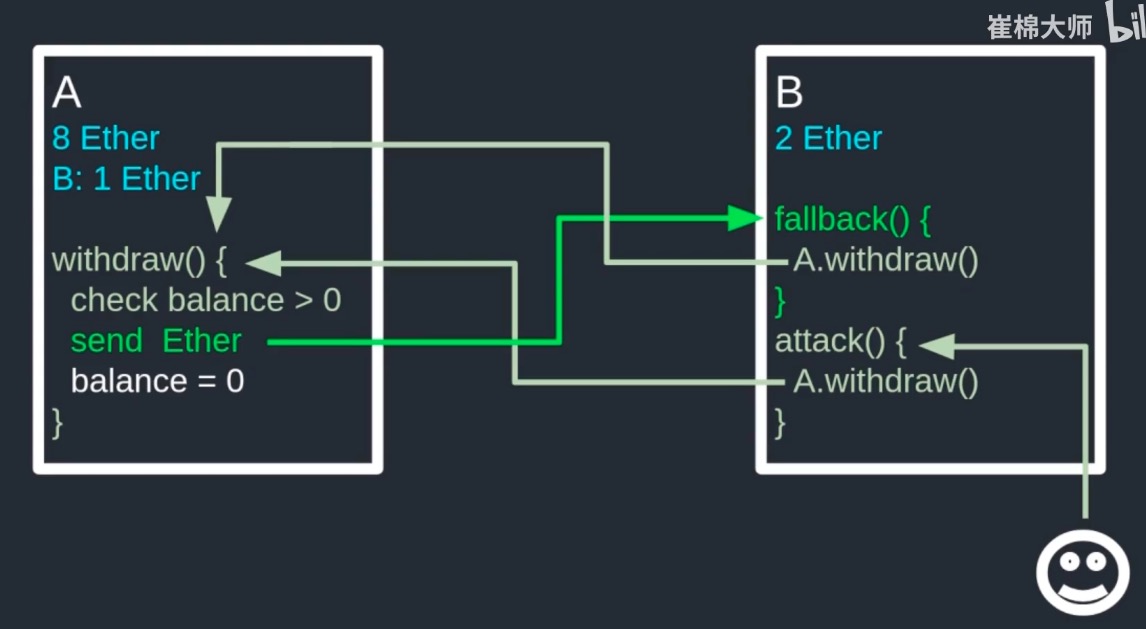 崔棉大师
A
8 Ether
B: 1 Ether
withdraw() {
check balance > 0
send Ether
balance = 0
}
B
2 Ether
fallback() {
A.withdraw()
}
attack() {
A.withdraw()
}